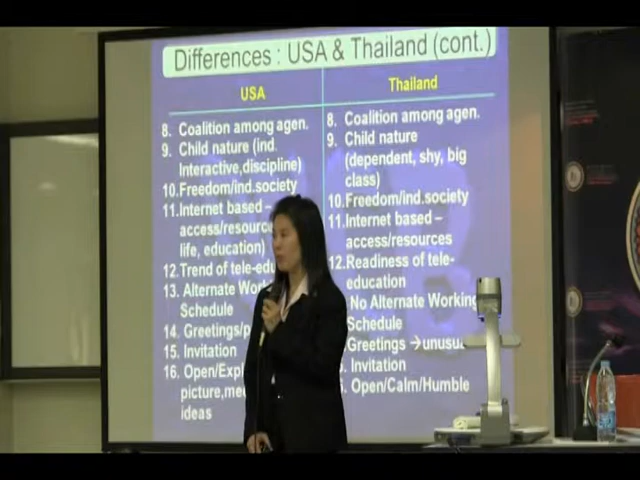 Differences : USA & Thailand (cont.)
USA
8. Coalition among agen.
9. Child nature (ind.
Interactive,discipline)
10.Freedom/ind.society
11.Internet based –
access/resource
life, education)
12.Trend of tele-edu
13. Alternate Work
Schedule
14. Greetings/p
15. Invitation
16. Open/Exp
picture,me
ideas
Thailand
8. Coalition among agen.
9. Child nature
(dependent, shy, big
class)
10.Freedom/ind.society
11.Internet based –
access/resources
12.Readiness of tele-
education
No Alternate Working
Schedule
Greetings →unusu
Invitation
Open/Calm/Humble